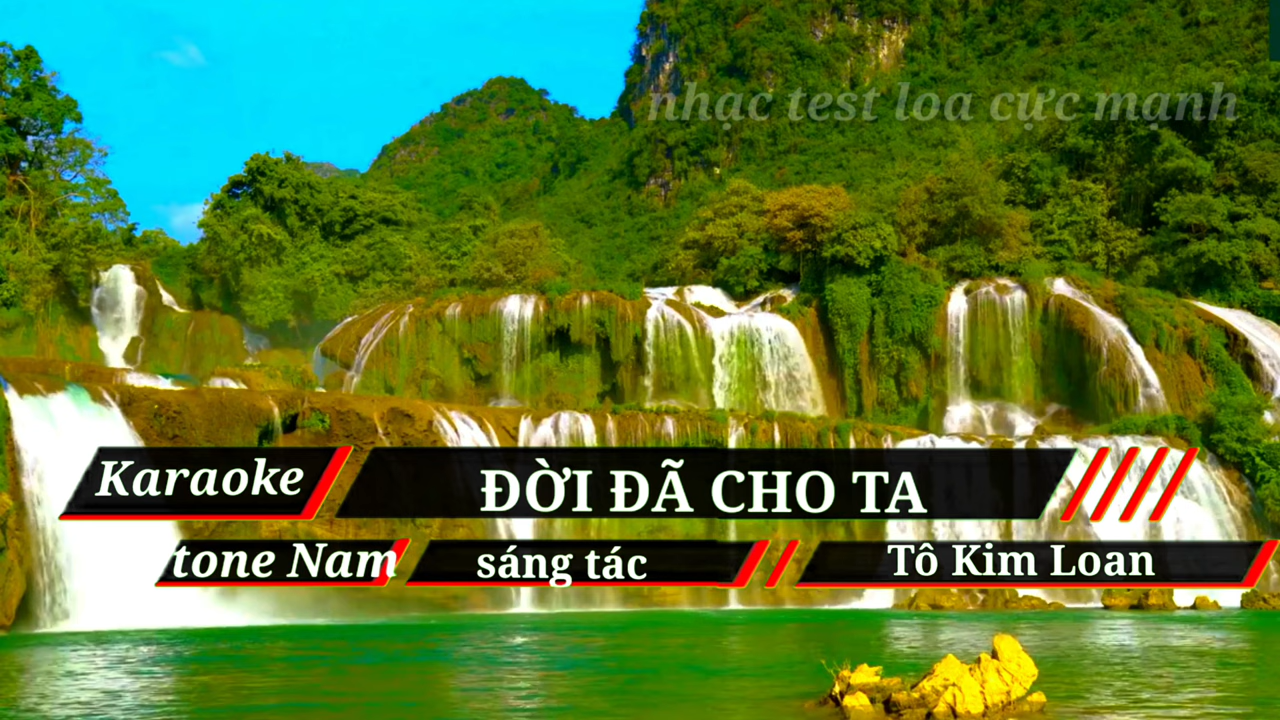 nhạc test loa cực mạnh
Karaoke ĐỜI ĐÃ CHO TA
tone Nam sáng tác Tô Kim Loan